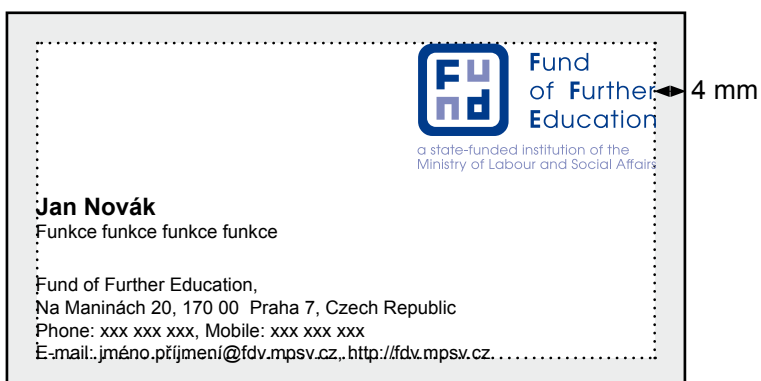 Fund
Fund
of Further
Education
4 mm
a state-funded institution of the
Ministry of Labour and Social Affairs
Jan Novák
Funkce funkce funkce funkce
Fund of Further Education,
Na Maninách 20, 170 00 Praha 7, Czech Republic
Phone: xxx xxx xxx, Mobile: xxx xxx xxx
E-mail: jméno.příjmení@fdv.mpsv.cz, http://fdv.mpsv.cz